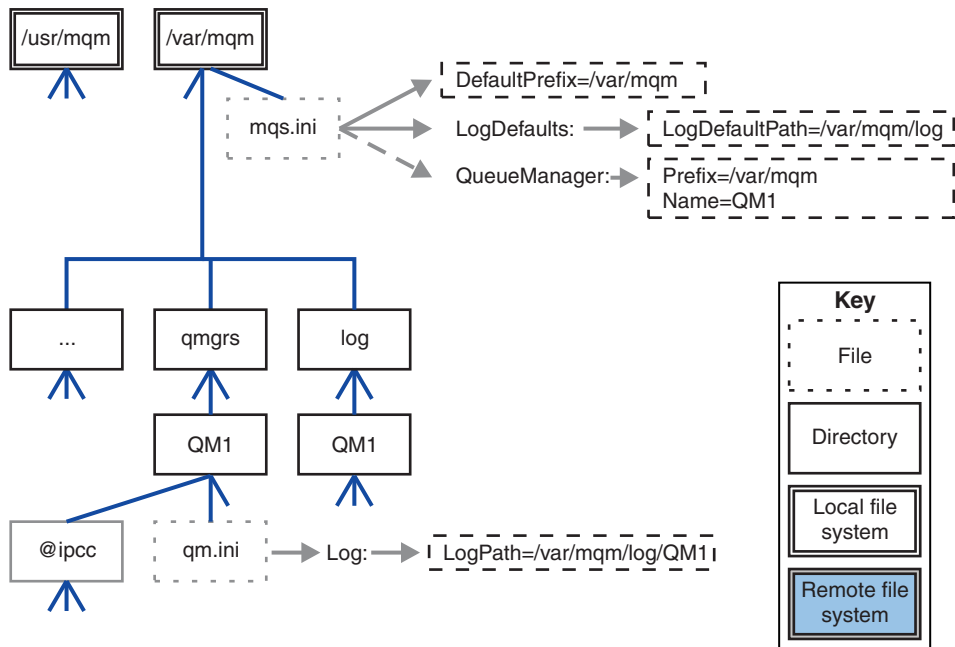 /usr/mqm
/var/mqm
DefaultPrefix=/var/mqm
mqs.ini
LogDefaults:
LogDefaultPath=/var/mqm/log
QueueManager:
Prefix=/var/mqm
Name=QM1
...
qmgrs
log
QM1
QM1
@ipcc
qm.ini
Log:
LogPath=/var/mqm/log/QM1
Key
File
Directory
Local file
system
Remote file
system